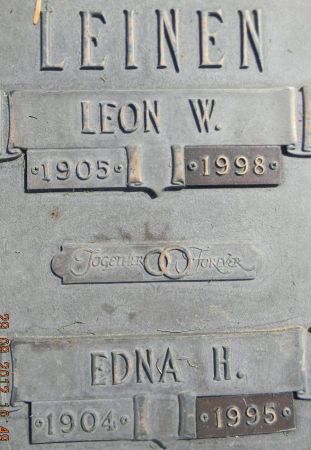 LEINEN
LEON W.
1905 1998
TOGETHER FOREVER
EDNA H.
1904 1995